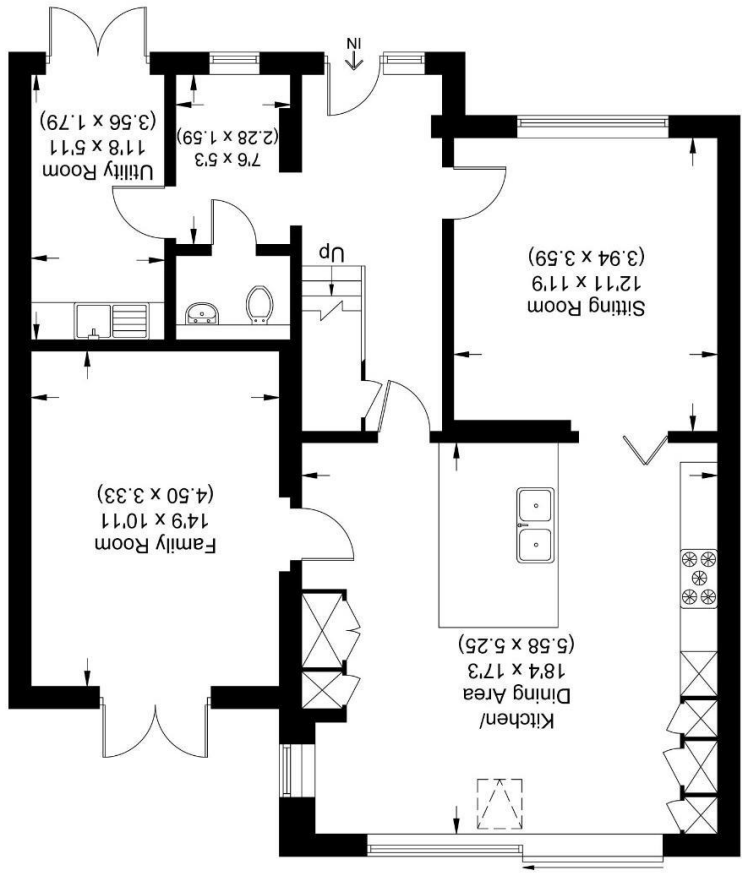 Kitchen/
Dining Area
18'4 x 17'3
(5.58 x 5.25)
Family Room
14'9 x 10'11
(4.50 x 3.33)
Sitting Room
12'11 x 11'9
(3.94 x 3.59)
Up
7'6 x 5'3
(2.28 x 1.59)
Utility Room
11'8 x 5'11
(3.56 x 1.79)
IN